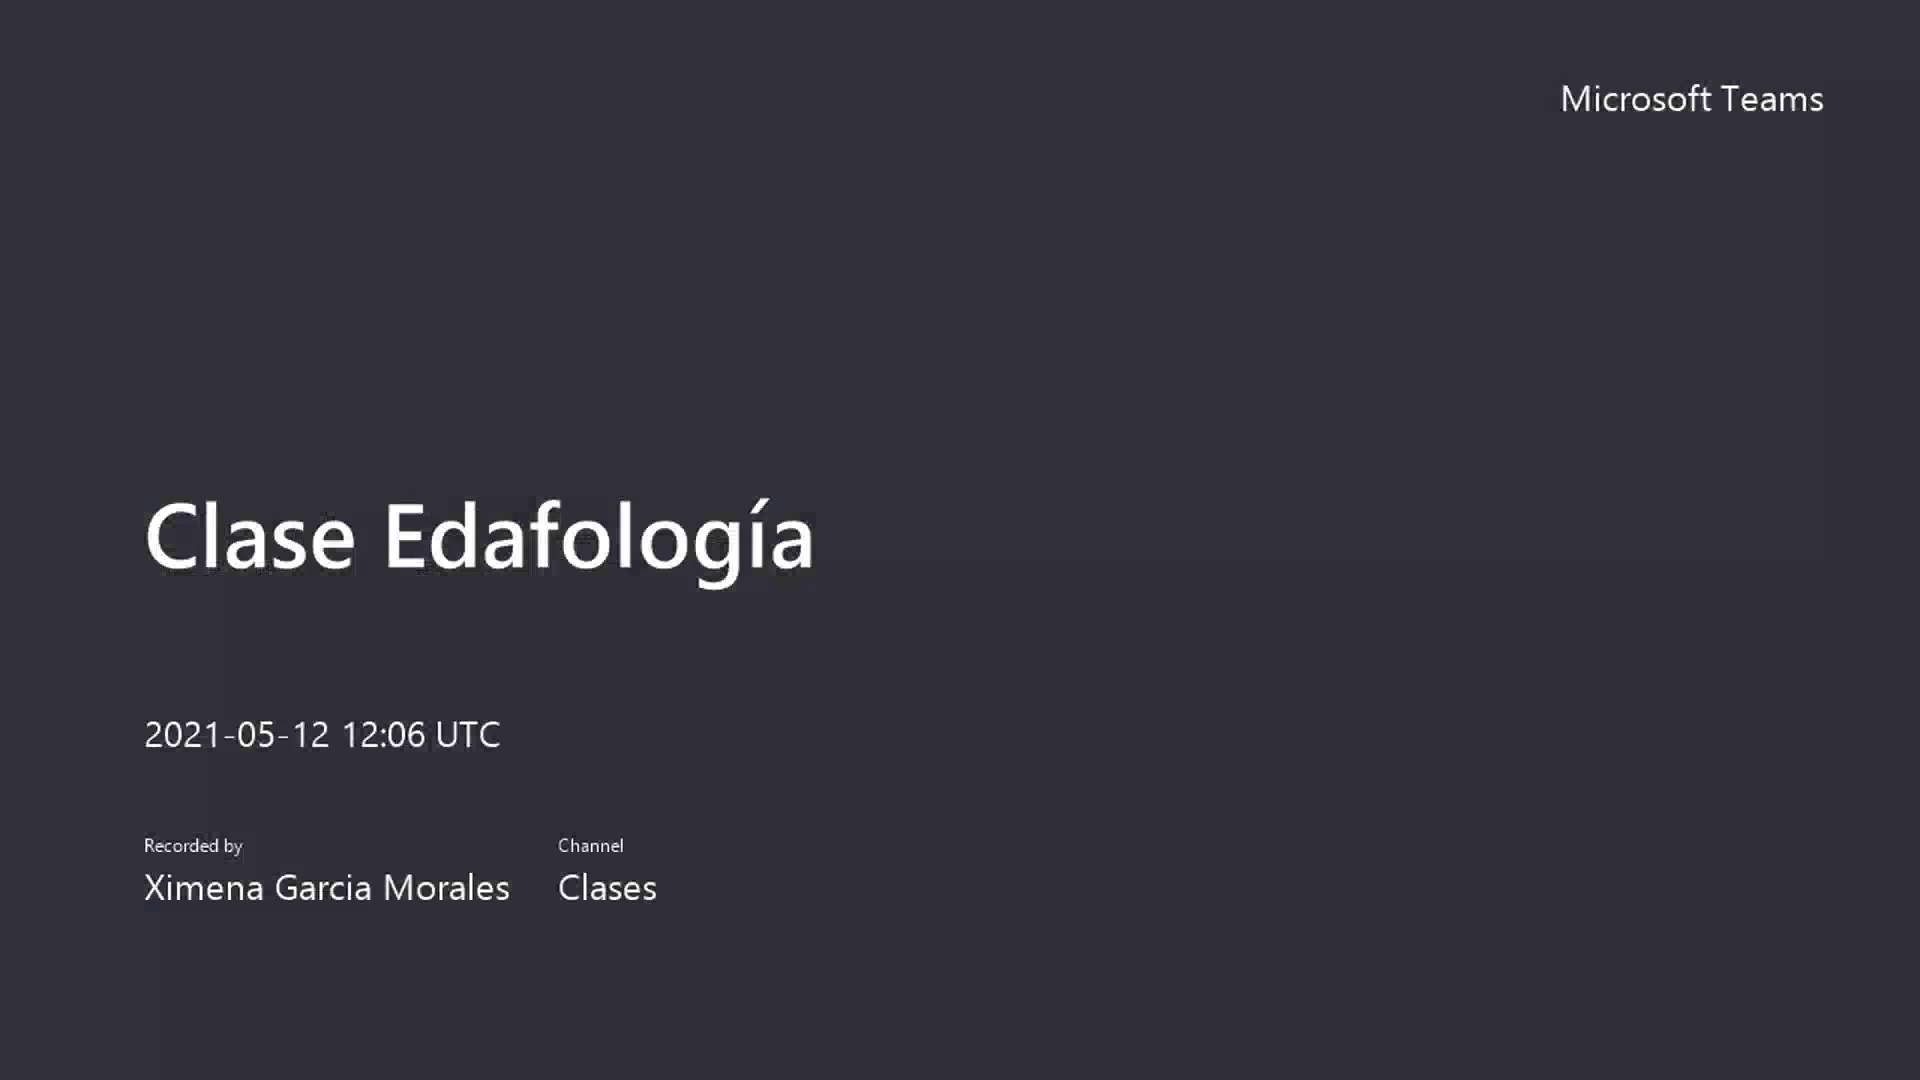 Microsoft Teams
Clase Edafología
2021-05-12 12:06 UTC
Recorded by
Channel
Ximena Garcia Morales
Clases